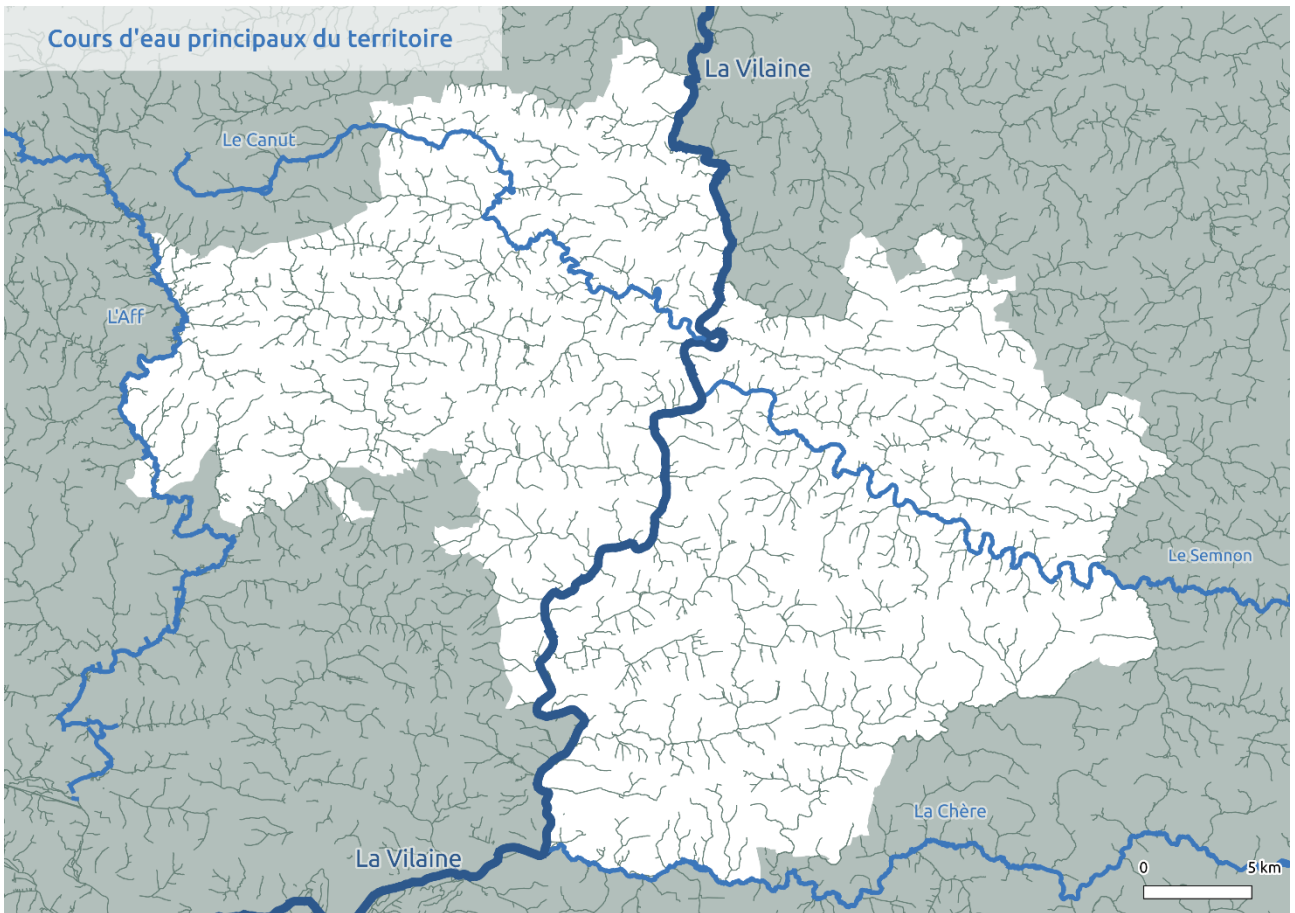 Cours d'eau principaux du territoire
La Vilaine
Le Canut
L'Aff
Le Semnon
La Chère
La Vilaine
0 5 km